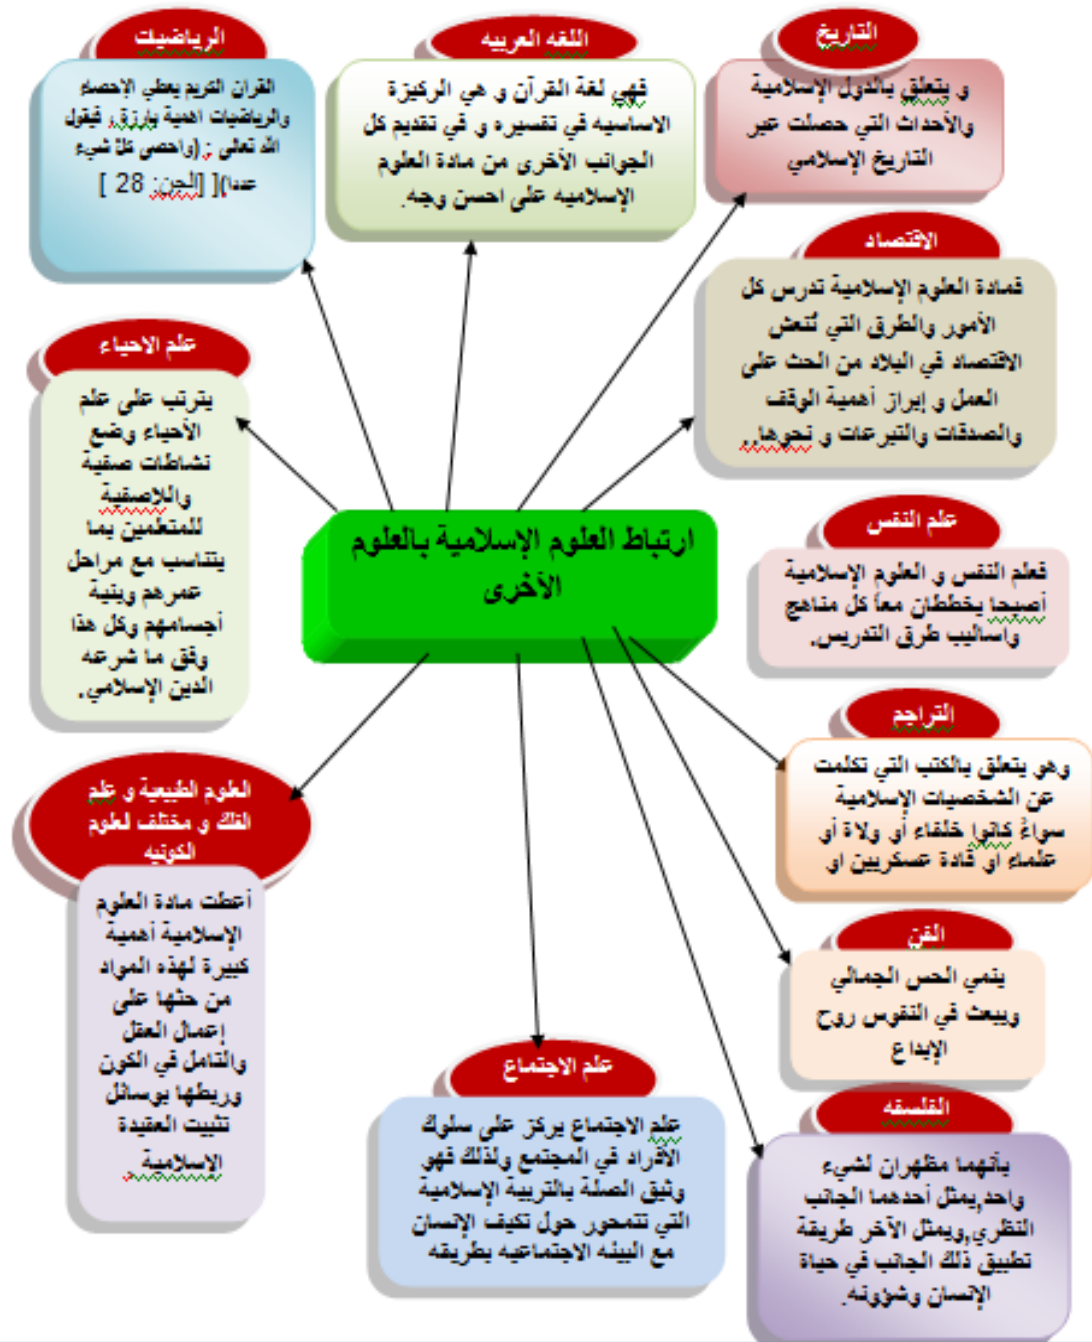 التاريخ
و يتعلق بالدول الإسلامية
والأحداث التي حصلت عبر
التاريخ الإسلامي
اللغه العربيه
فهي لغة القرآن و هي الركيزة
الاساسيه في تفسيره و في تقديم كل
الجوانب الأخرى من مادة العلوم
الإسلاميه على احسن وجه.
الرياضيات
القران الكريم يعطي الإحصاء
والرياضيات اهمية بارزة ، فيقول
الله تعالى : (واحصى كلّ شيء
عددا)[ [الجن: 28 ]
الاقتصاد
فمادة العلوم الإسلامية تدرس كل
الأمور والطرق التي تُنعش
الاقتصاد في البلاد من الحث على
العمل و إبراز أهمية الوقف
والصدقات والتبرعات و نحوها,,
علم الاحياء
يترتب على علم
الأحياء وضع
نشاطات صفية
واللاصفية
للمتعلمين بما
يتناسب مع مراحل
عمرهم وبنية
أجسامهم وكل هذا
وفق ما شرعه
الدين الإسلامي.
ارتباط العلوم الإسلامية بالعلوم
الأخرى
علم النفس
فعلم النفس و العلوم الإسلامية
أصبحا يخططان معاً كل مناهج
واساليب طرق التدريس.
التراجم
وهو يتعلق بالكتب التي تكلمت
عن الشخصيات الإسلامية
سواءً كانوا خلفاء أو ولاة أو
علماء او قادة عسكريين او
العلوم الطبيعية و علم
الفلك و مختلف لعلوم
الكونيه
أعطت مادة العلوم
الإسلامية أهمية
كبيرة لهذه المواد
من حثها على
إعمال العقل
والتامل في الكون
وربطها بوسائل
تثبيت العقيدة
الإسلامية ,
الفن
ينمي الحس الجمالي
ويبعث في النفوس روح
الإبداع
علم الاجتماع
علم الاجتماع يركز على سلوك
الأفراد في المجتمع ولذلك فهو
وثيق الصلة بالتربية الإسلامية
التي تتمحور حول تكيف الإنسان
مع البيئه الاجتماعيه بطريقه
الفلسفه
بأنهما مظهران لشيء
واحد,يمثل أحدهما الجانب
النظري,ويمثل الآخر طريقة
تطبيق ذلك الجانب في حياة
الإنسان وشؤونه.